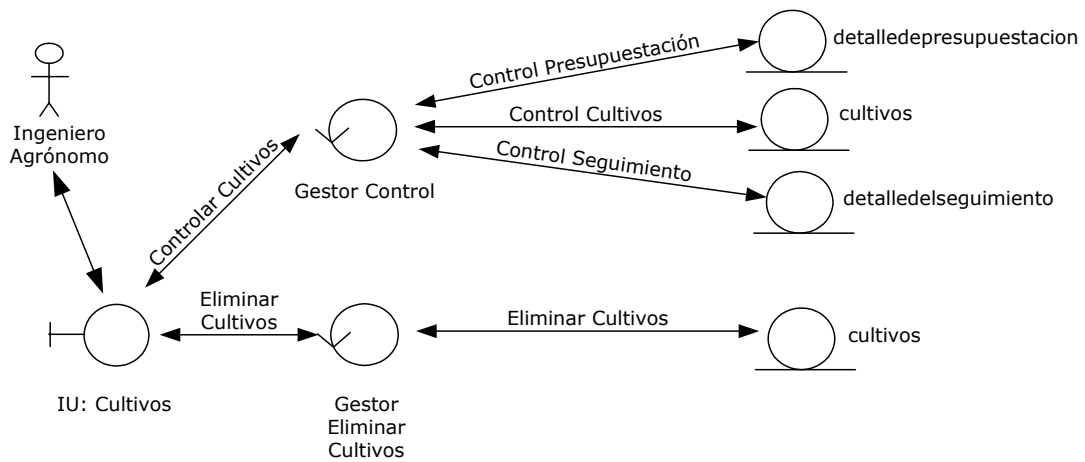 Control Presupuestación
detalledepresupuestacion
Ingeniero
Agrónomo
Control Cultivos
cultivos
Controlar Cultivos
Gestor Control
Control Seguimiento
detalledelseguimiento
Eliminar
Cultivos
Eliminar Cultivos
cultivos
IU: Cultivos
Gestor
Eliminar
Cultivos